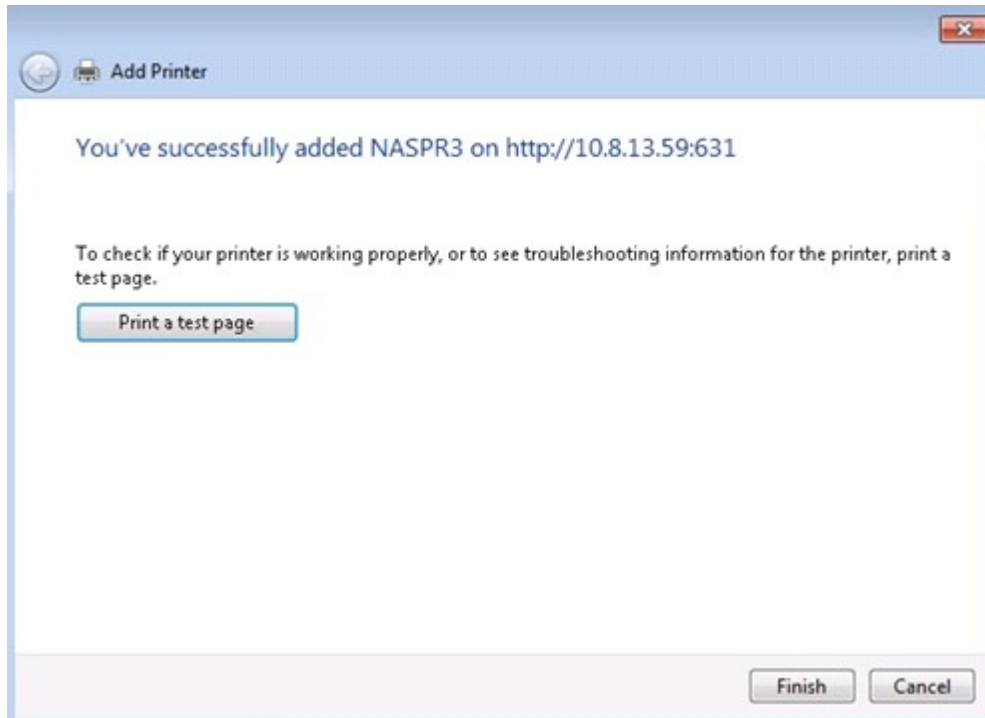 Add Printer
You've successfully added NASPR3 on http://10.8.13.59:631
To check if your printer is working properly, or to see troubleshooting information for the printer, print a
test page.
Print a test page
Finish
Cancel